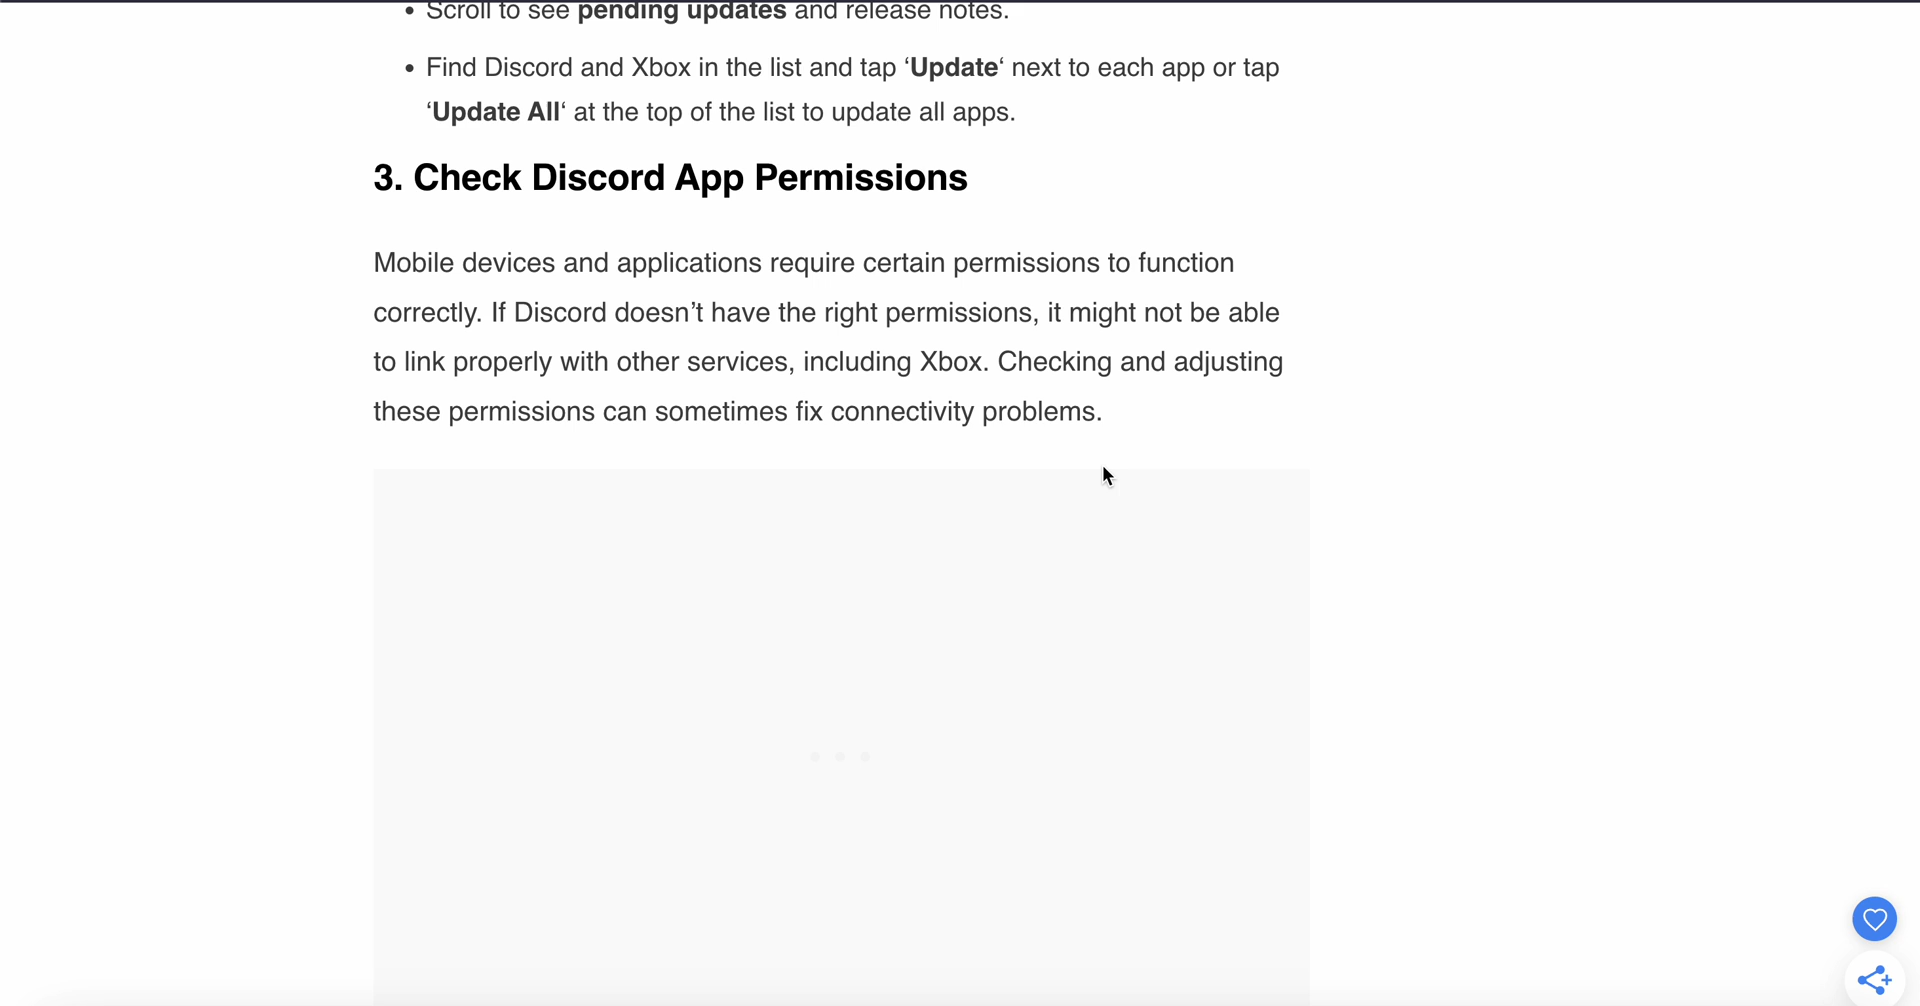 • Scroll to see pending updates and release notes.
• Find Discord and Xbox in the list and tap ‘Update‘ next to each app or tap
‘Update All‘ at the top of the list to update all apps.
3. Check Discord App Permissions
Mobile devices and applications require certain permissions to function
correctly. If Discord doesn’t have the right permissions, it might not be able
to link properly with other services, including Xbox. Checking and adjusting
these permissions can sometimes fix connectivity problems.